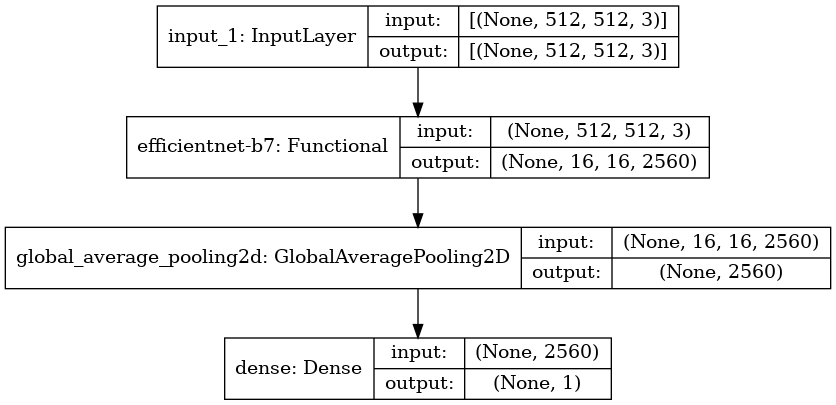 input_1: InputLayer
input:
[(None, 512, 512, 3)]
output:
[(None, 512, 512, 3)]
efficientnet-b7: Functional
input:
(None, 512, 512, 3)
output:
(None, 16, 16, 2560)
global_average_pooling2d: GlobalAveragePooling2D
input:
(None, 16, 16, 2560)
output:
(None, 2560)
dense: Dense
input:
(None, 2560)
output:
(None, 1)